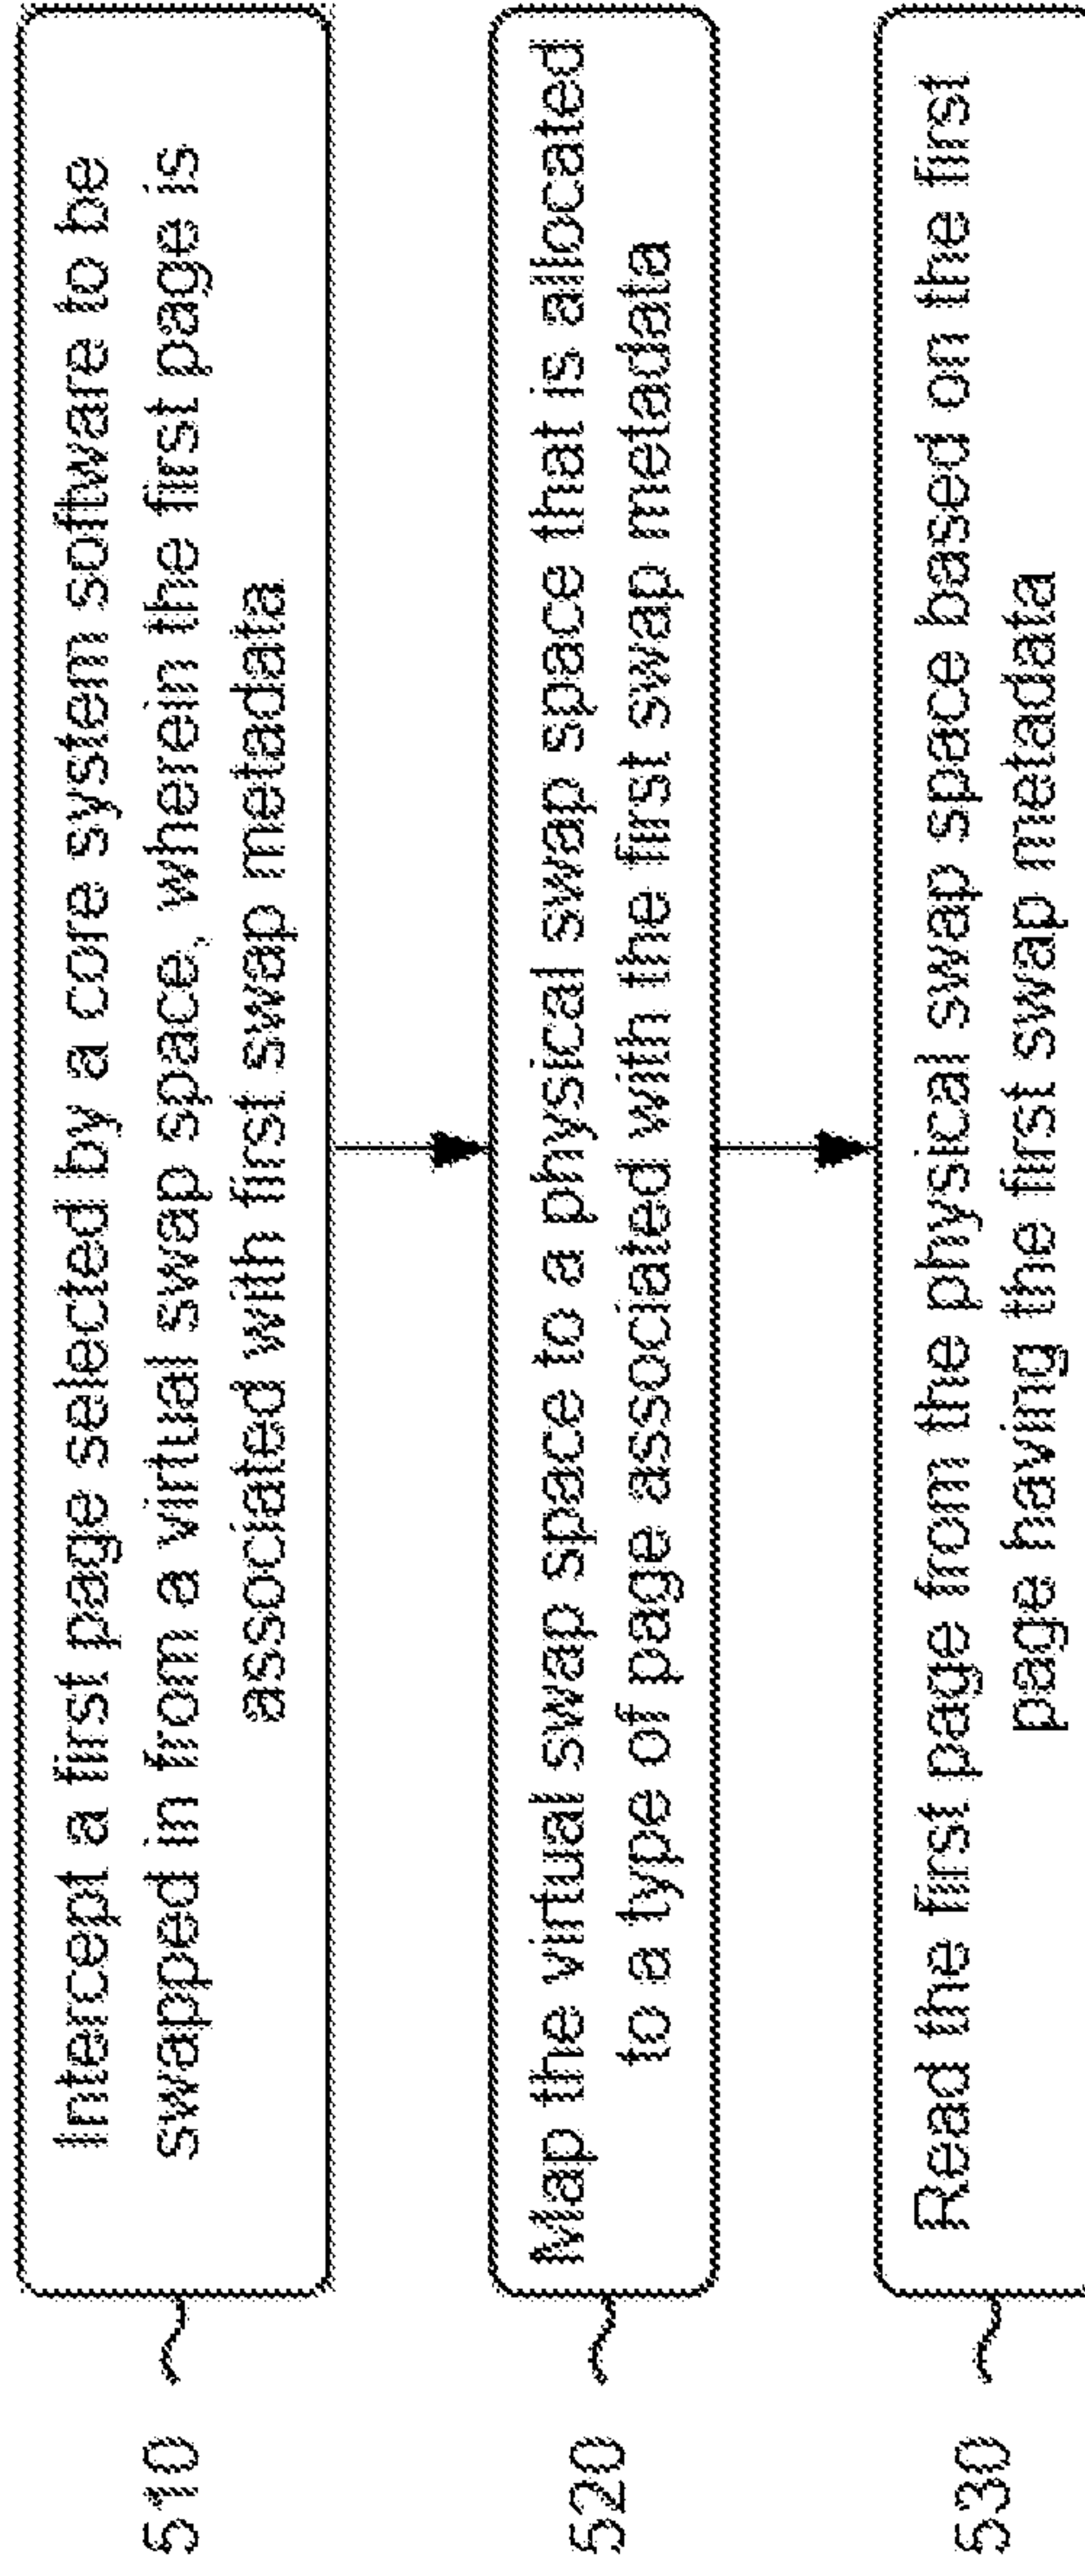 510
Intercept a first page selected by a core system software to be
swapped in from a virtual swap space, wherein the first page is
associated with first swap metadata
520
Map the virtual swap space to a physical swap space that is allocated
to a type of page associated with the first swap metadata
530
Read the first page from the physical swap space based on the first
page having the first swap metadata